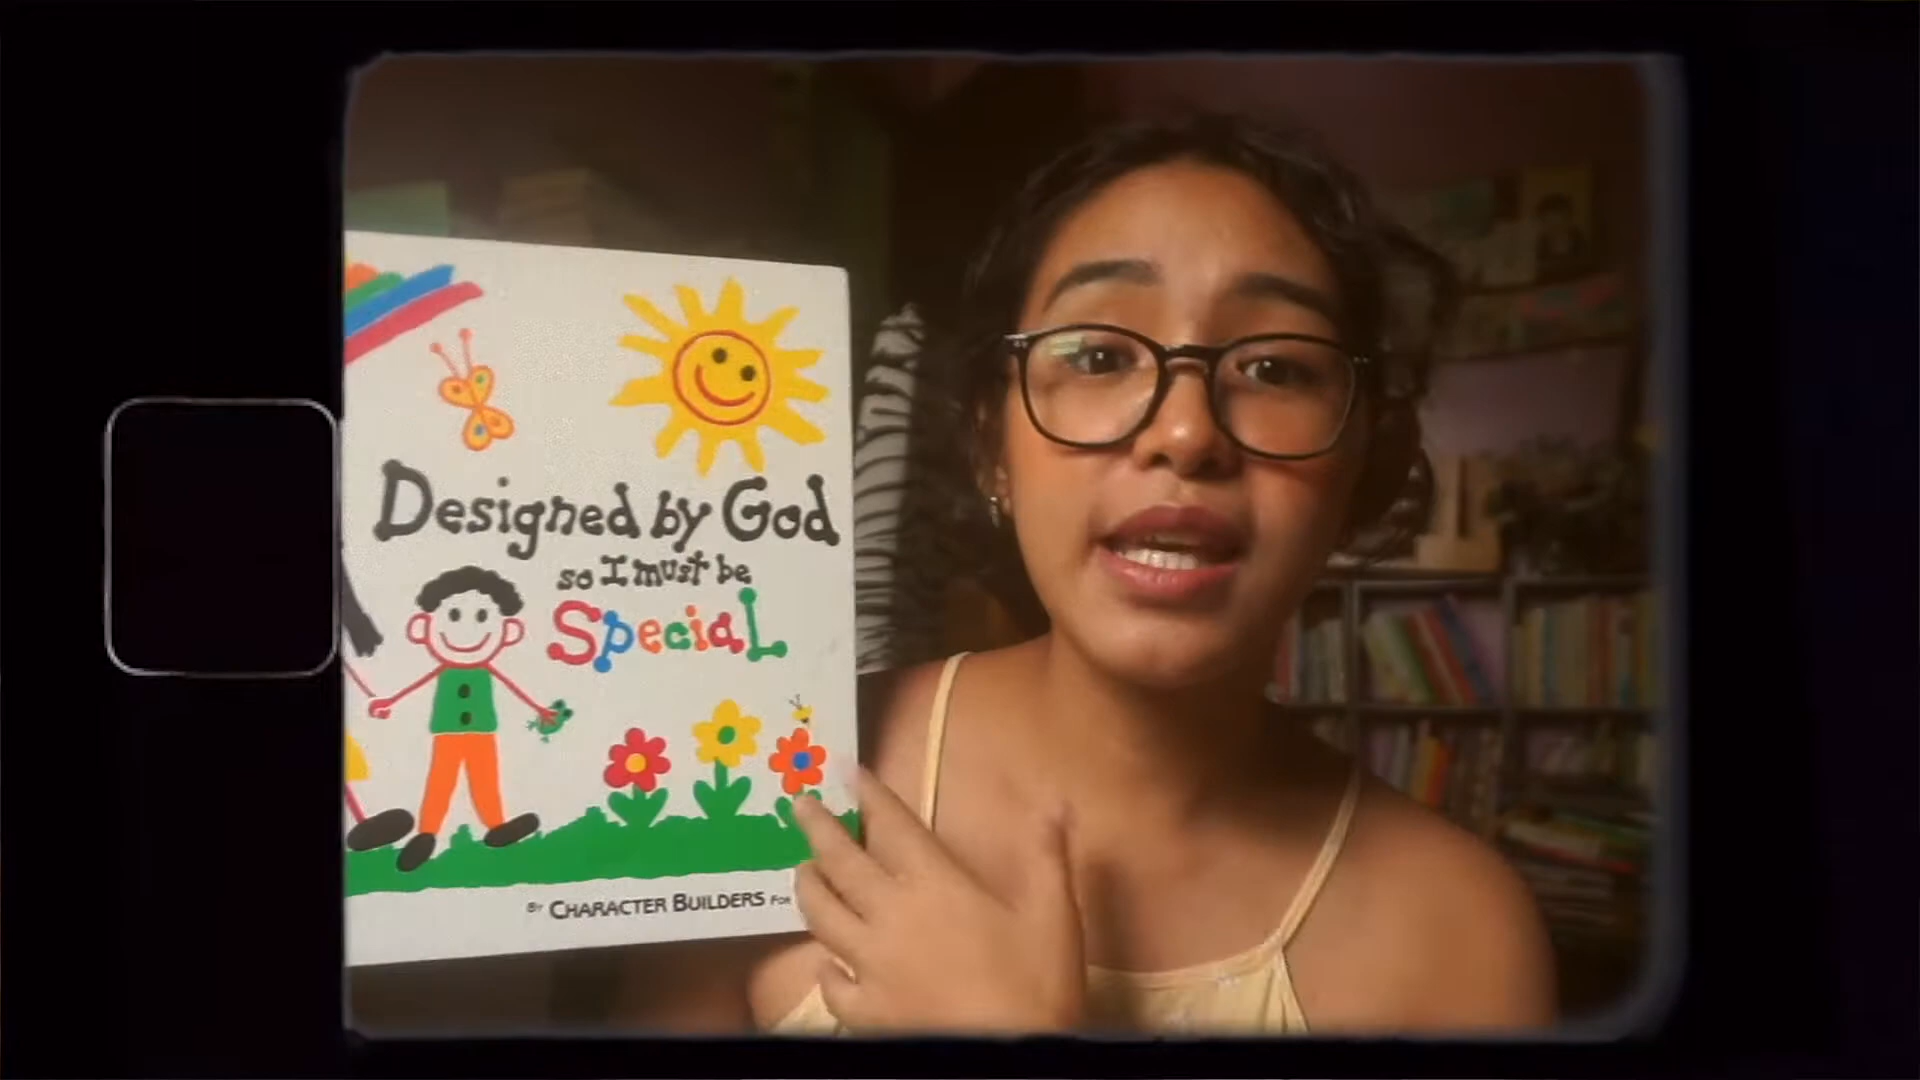 Designed by God
so I must be
Special
BY CHARACTER BUILDERS FOR